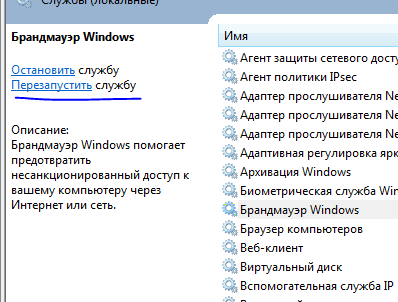 Службы (локальные)
Брандмауэр Windows
Остановить службу
Перезапустить службу
Описание:
Брандмауэр Windows помогает
предотвратить
несанкционированный доступ к
вашему компьютеру через
Интернет или сеть.
Имя
Агент защиты сетевого дост
Агент политики IPsec
Адаптер прослушивателя Ne
Адаптер прослушивателя Ne
Адаптер прослушивателя Ne
Адаптивная регулировка ярк
Архивация Windows
Биометрическая служба Win
Брандмауэр Windows
Браузер компьютеров
Веб-клиент
Виртуальный диск
Вспомогательная служба IP